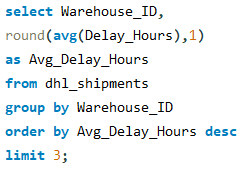 select Warehouse_ID,
round(avg(Delay_Hours),1)
as Avg_Delay_Hours
from dhl_shipments
group by Warehouse_ID
order by Avg_Delay_Hours desc
limit 3;